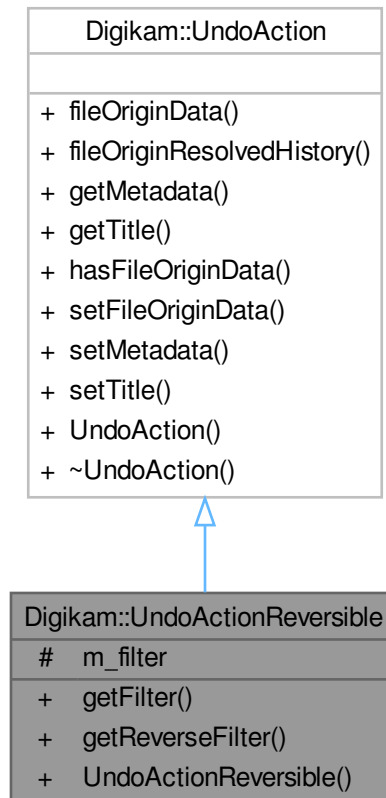 Digikam::UndoAction
+ fileOriginData()
+ fileOriginResolvedHistory()
+ getMetadata()
+ getTitle()
+ hasFileOriginData()
+ setFileOriginData()
+ setMetadata()
+ setTitle()
+ UndoAction()
+ ~UndoAction()
Digikam::UndoActionReversible
# m_filter
+ getFilter()
+ getReverseFilter()
+ UndoActionReversible()